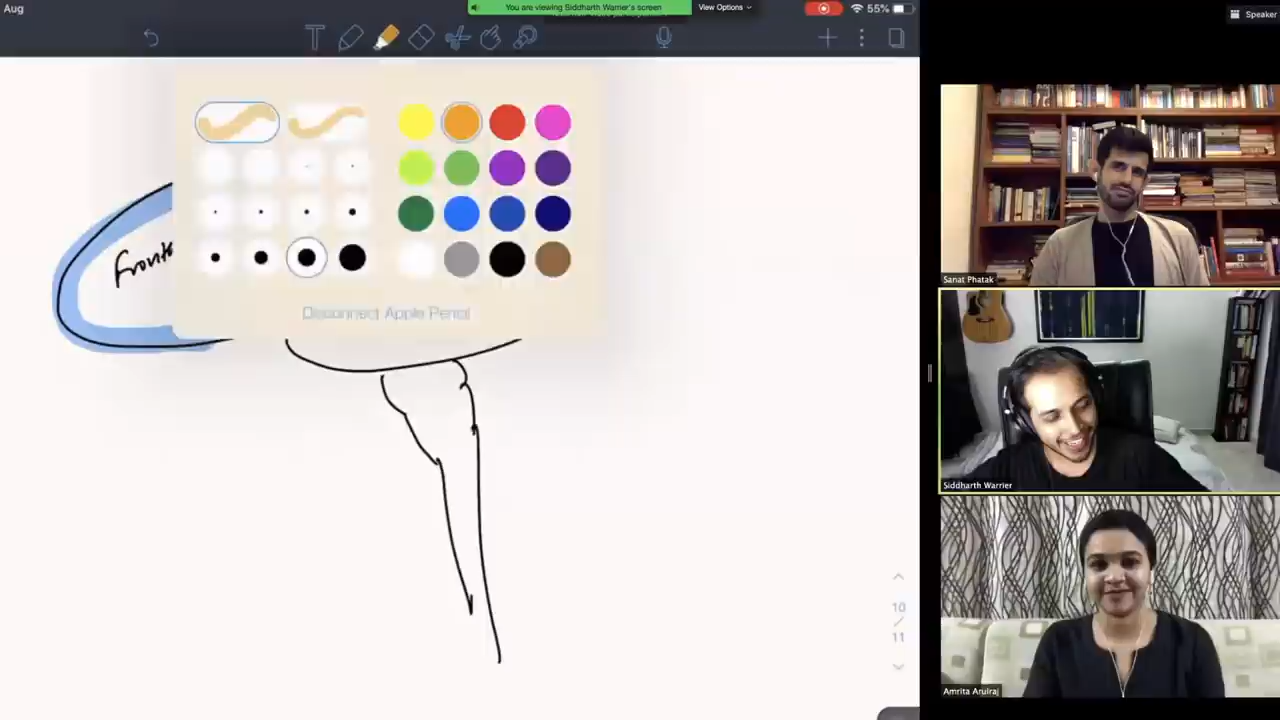 Aug
You are viewing Siddharth Warrier's screen
View Options
55%
Speaker
T
Disconnect Apple Pencil
10
/
11
Sanat Phatak
Siddharth Warrier
Amrita Arulraj